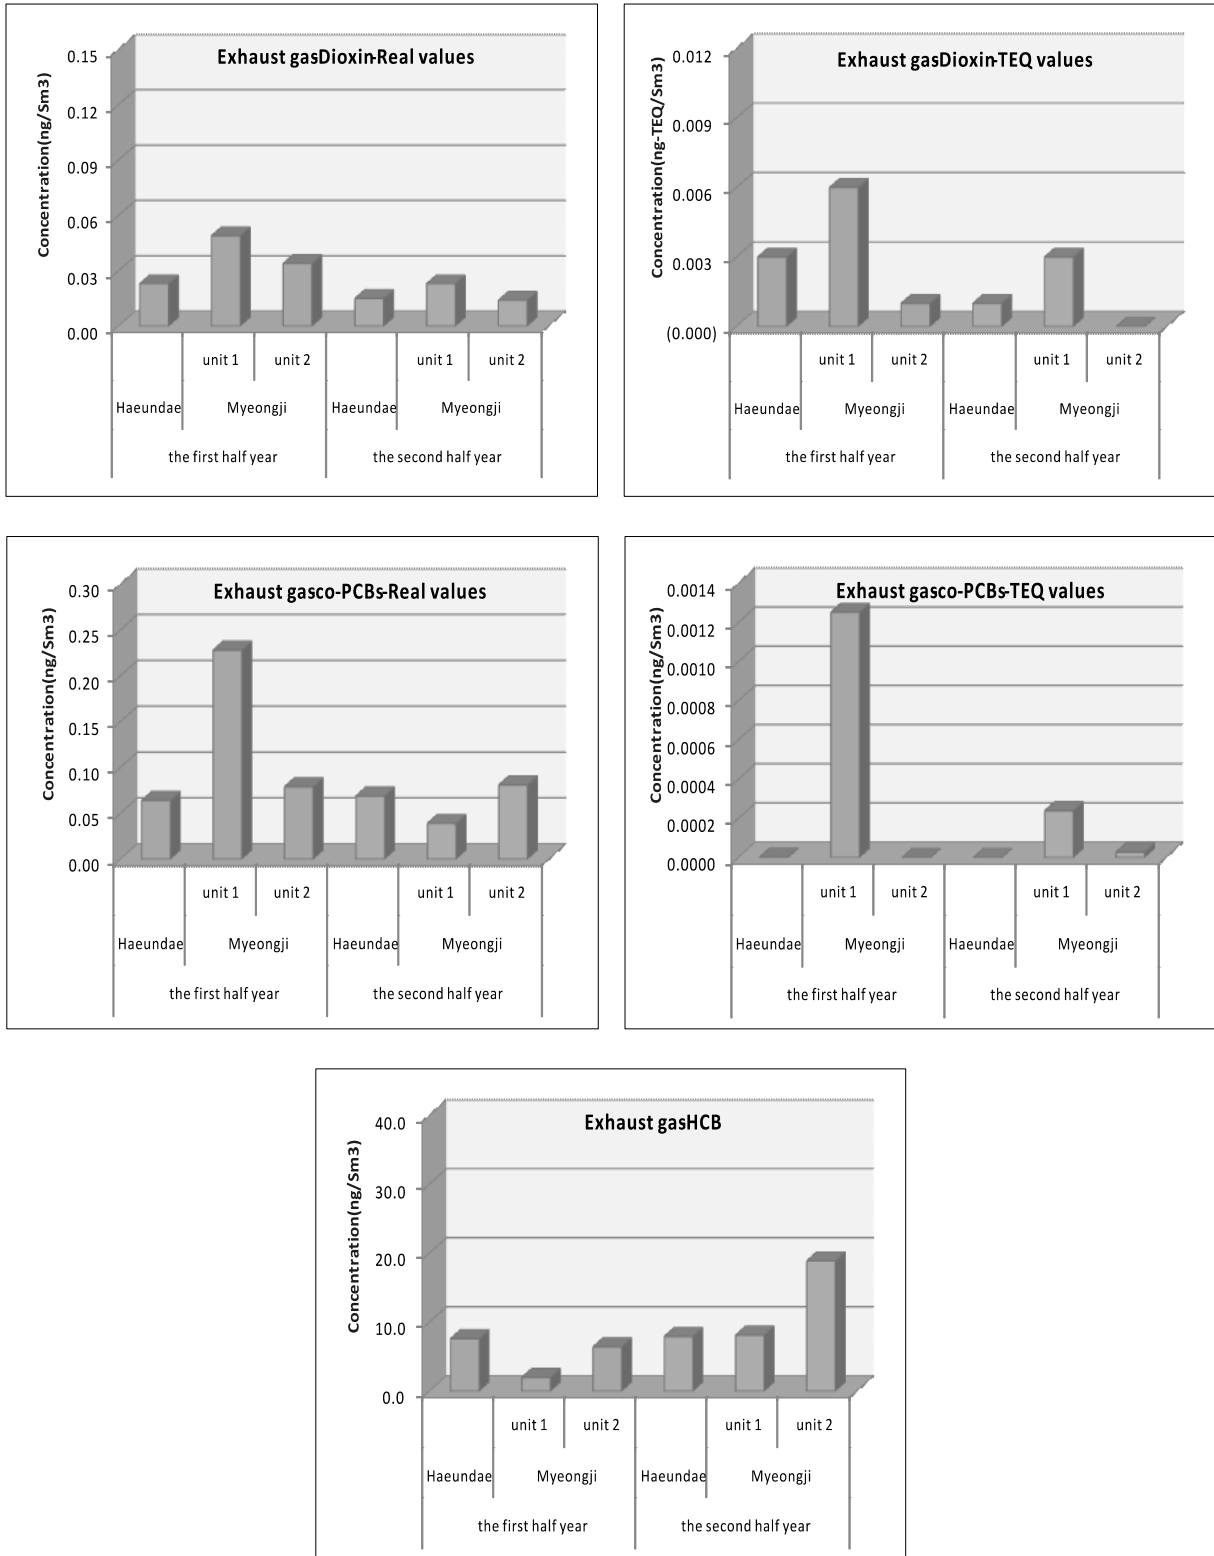 Exhaust gasDioxin-Real values
Concentration(ng/Sm3)
0.15
0.12
0.09
0.06
0.03
0.00
unit 1 unit 2 unit 1 unit 2
Haeundae Myeongji Haeundae Myeongji
the first half year the second half year
Exhaust gasDioxin-TEQ values
Concentration(ng-TEQ/Sm3)
0.012
0.009
0.006
0.003
(0.000)
unit 1 unit 2 unit 1 unit 2
Haeundae Myeongji Haeundae Myeongji
the first half year the second half year
Exhaust gasco-PCBs-Real values
Concentration(ng/Sm3)
0.30
0.25
0.20
0.15
0.10
0.05
0.00
unit 1 unit 2 unit 1 unit 2
Haeundae Myeongji Haeundae Myeongji
the first half year the second half year
Exhaust gasco-PCBs-TEQ values
Concentration(ng/Sm3)
0.0014
0.0012
0.0010
0.0008
0.0006
0.0004
0.0002
0.0000
unit 1 unit 2 unit 1 unit 2
Haeundae Myeongji Haeundae Myeongji
the first half year the second half year
Exhaust gasHCB
Concentration(ng/Sm3)
40.0
30.0
20.0
10.0
0.0
unit 1 unit 2 unit 1 unit 2
Haeundae Myeongji Haeundae Myeongji
the first half year the second half year